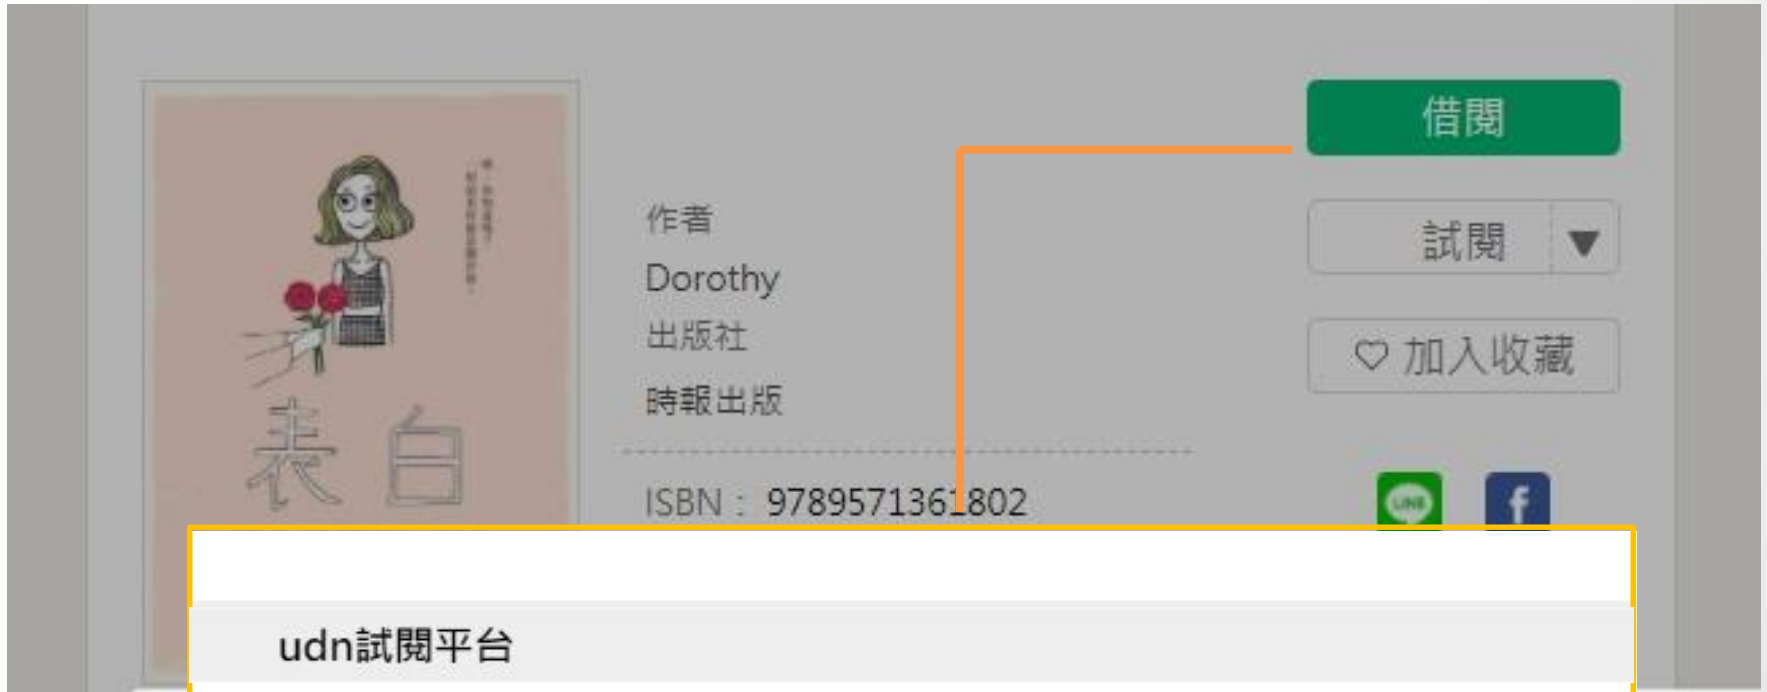 借閱
試閱
加入收藏
作者
Dorothy
出版社
時報出版
ISBN： 9789571361802
LINE
f
表白
udn試閱平台